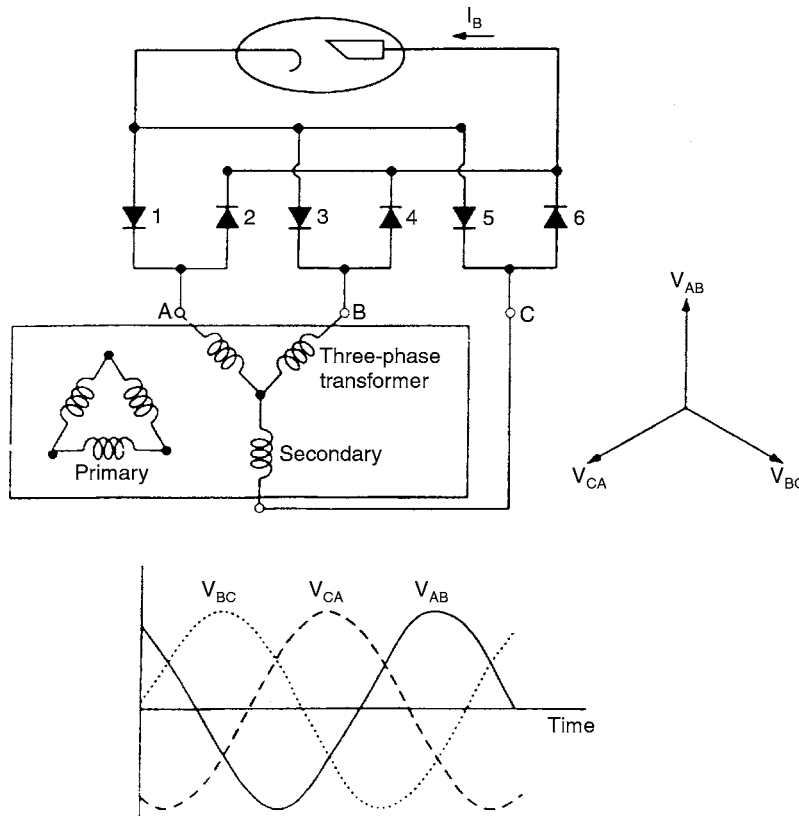 I_B
1 2 3 4 5 6
A B C
Three-phase
transformer
Primary
Secondary
V_AB
V_CA
V_BC
V_BC V_CA V_AB
Time